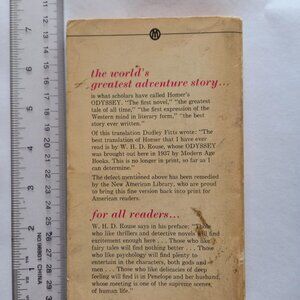 the world's
greatest adventure story...
is what scholars have called Homer's
ODYSSEY. "The first novel," "the greatest
tale of all time," "the first expression of the
Western mind in literary form," "the best
story ever written."
Of this translation Dudley Fitts wrote: "The
best translation of Homer that I have ever
read is by W. H. D. Rouse, whose ODYSSEY
was brought out here in 1937 by Modern Age
Books. This is no longer in print, so far as I
can determine."
The defect mentioned above has been remedied
by the New American Library, who are proud
to bring this fine version back into print for
American readers.
for all readers...
W. H. D. Rouse says in his preface: "Those
who like thrillers and detective novels will find
excitement enough here . . . Those who like
fairy tales will find nothing better . . . Those
who like psychology will find plenty to
entertain in the characters, both gods and
men . . . Those who like delicacies of deep
feeling will find in Penelope and her husband,
whose meeting is one of the supreme scenes
of human life."